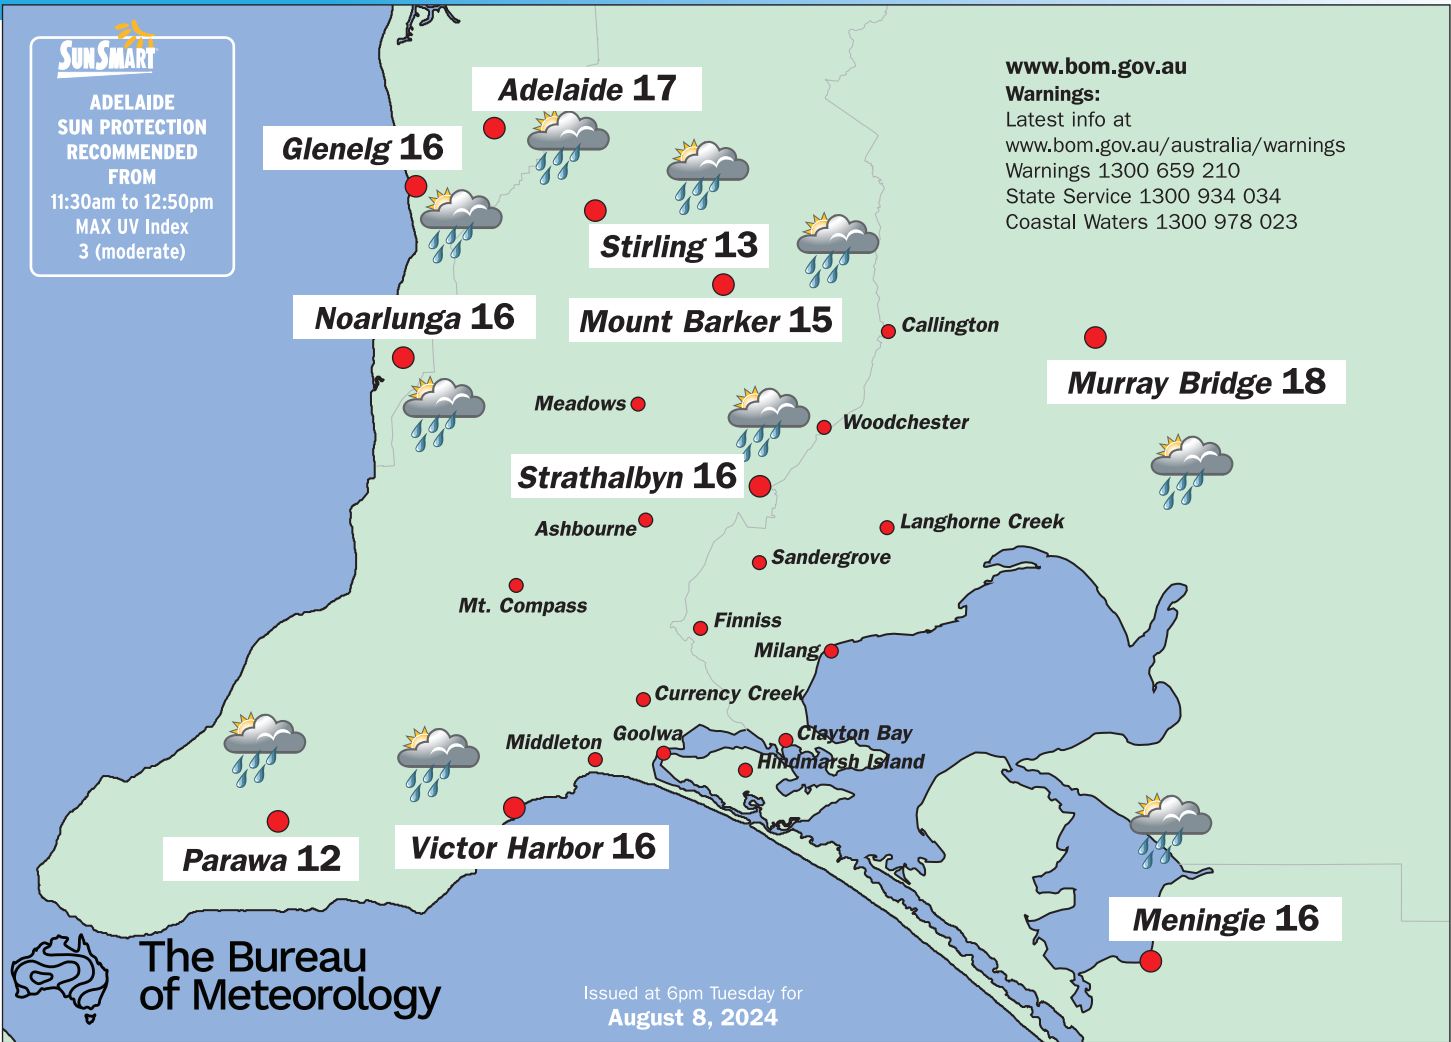 SUNSMART
ADELAIDE
SUN PROTECTION
RECOMMENDED
FROM
11:30am to 12:50pm
MAX UV Index
3 (moderate)
www.bom.gov.au
Warnings:
Latest info at
www.bom.gov.au/australia/warnings
Warnings 1300 659 210
State Service 1300 934 034
Coastal Waters 1300 978 023
Adelaide 17
Glenelg 16
Stirling 13
Noarlunga 16
Mount Barker 15
Callington
Murray Bridge 18
Meadows
Woodchester
Strathalbyn 16
Ashbourne
Langhorne Creek
Sandergrove
Mt. Compass
Finniss
Milang
Currency Creek
Goolwa
Clayton Bay
Middleton
Hindmarsh Island
Victor Harbor 16
Parawa 12
Meningie 16
The Bureau
of Meteorology
Issued at 6pm Tuesday for
August 8, 2024